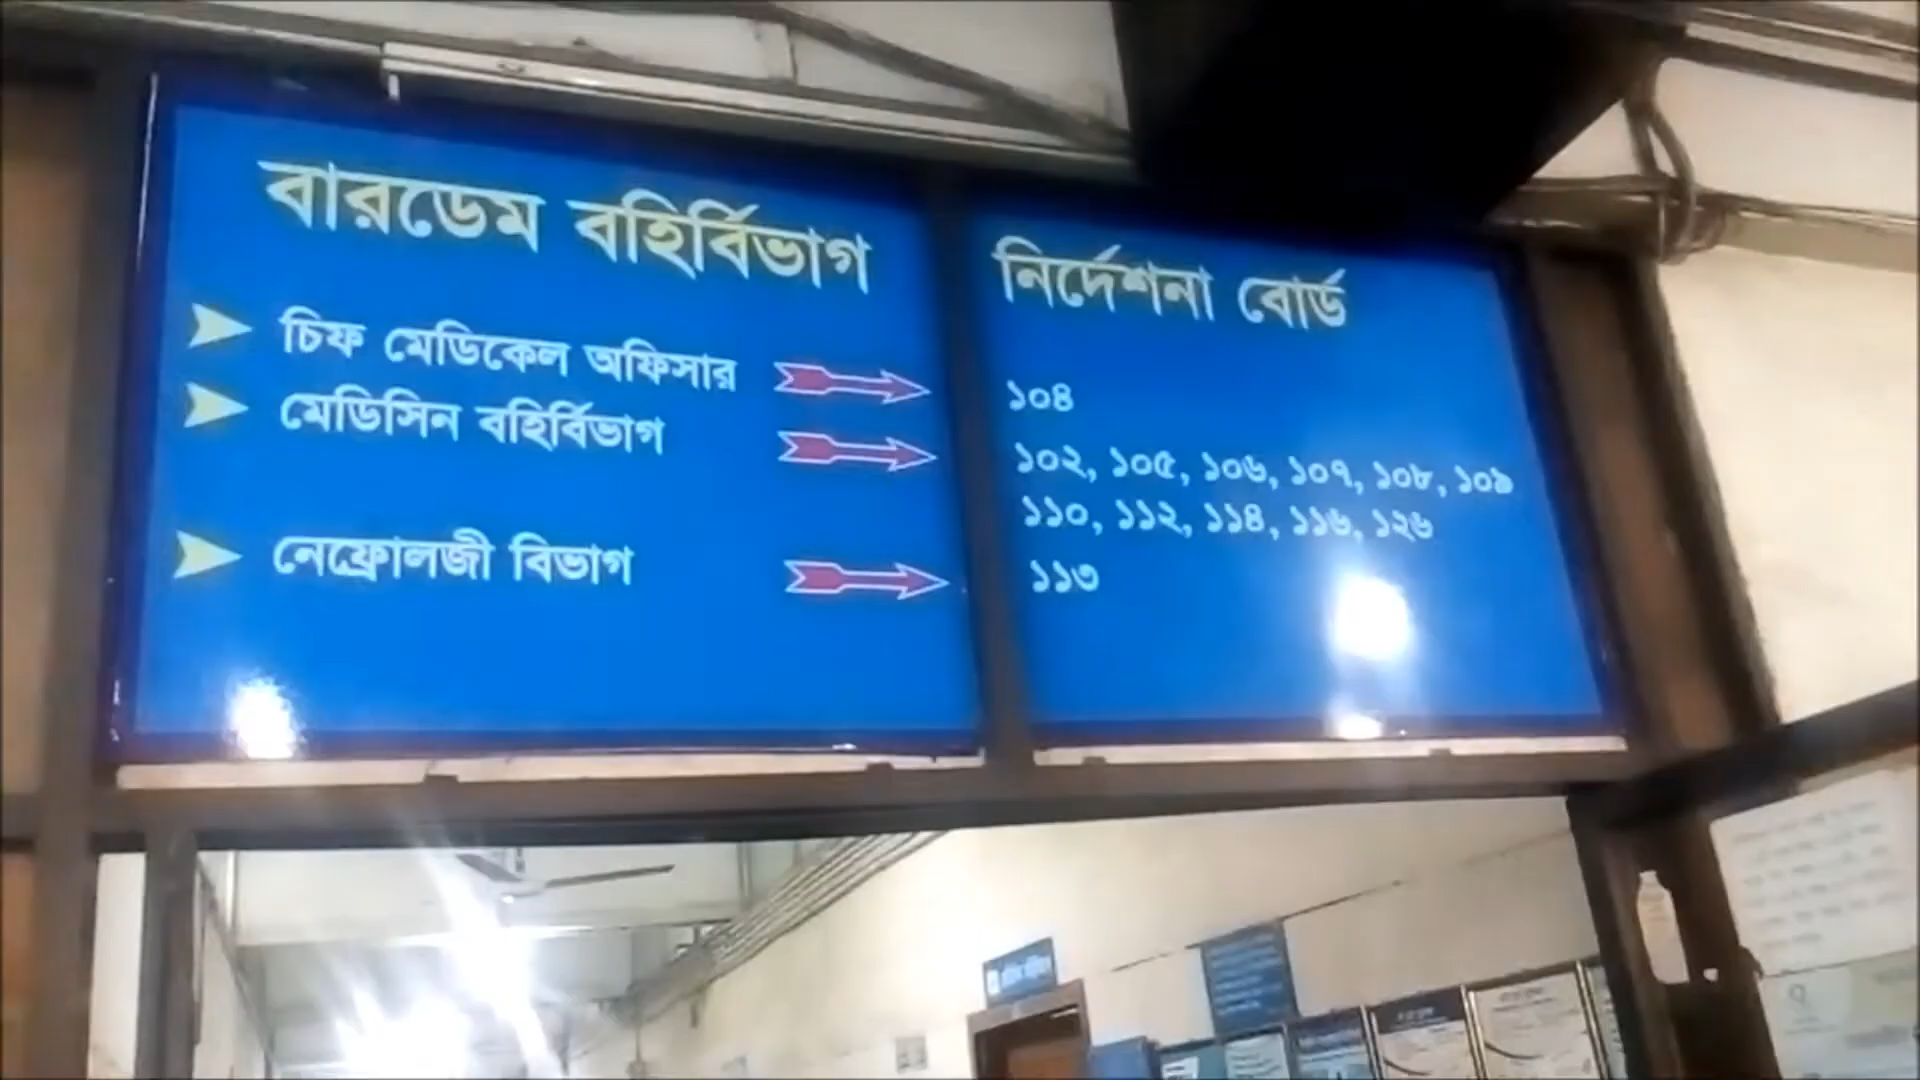 বারডেম বহির্বিভাগ নির্দেশনা বোর্ড
চিফ মেডিকেল অফিসার ১০৪
মেডিসিন বহির্বিভাগ ১০২, ১০৫, ১০৬, ১০৭, ১০৮, ১০৯
১১০, ১১২, ১১৪, ১১৬, ১২৬
নেফ্রোলজী বিভাগ ১১৩